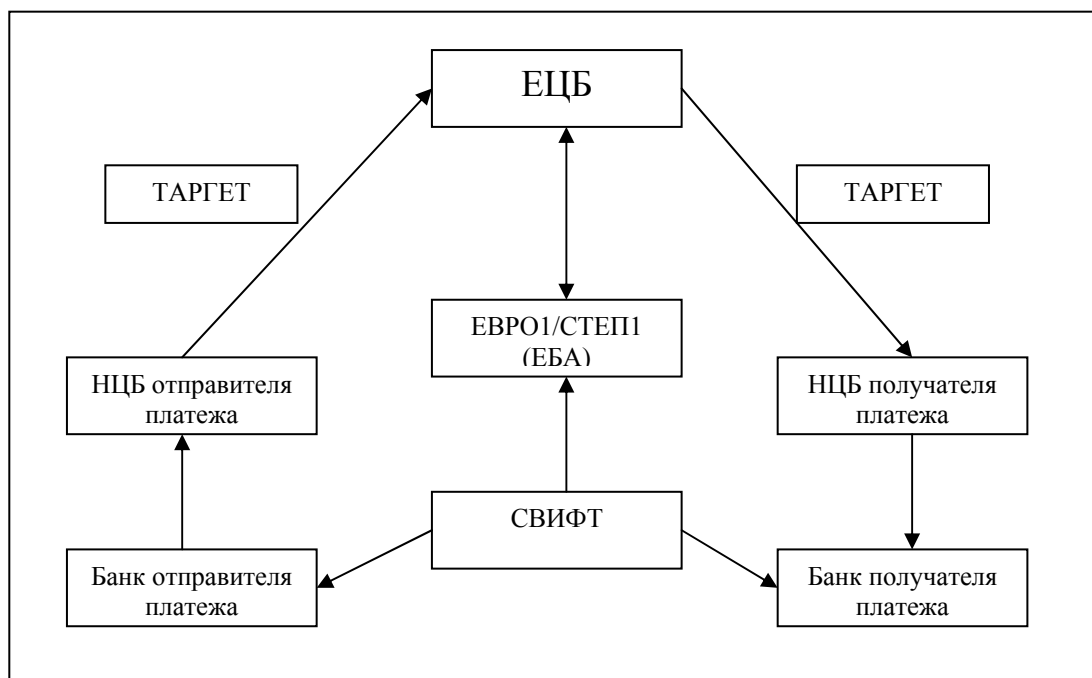 ЕЦБ
ТАРГЕТ
ТАРГЕТ
ЕВРО1/СТЕП1
(ЕБА)
НЦБ отправителя
платежа
НЦБ получателя
платежа
СВИФТ
Банк отправителя
платежа
Банк получателя
платежа